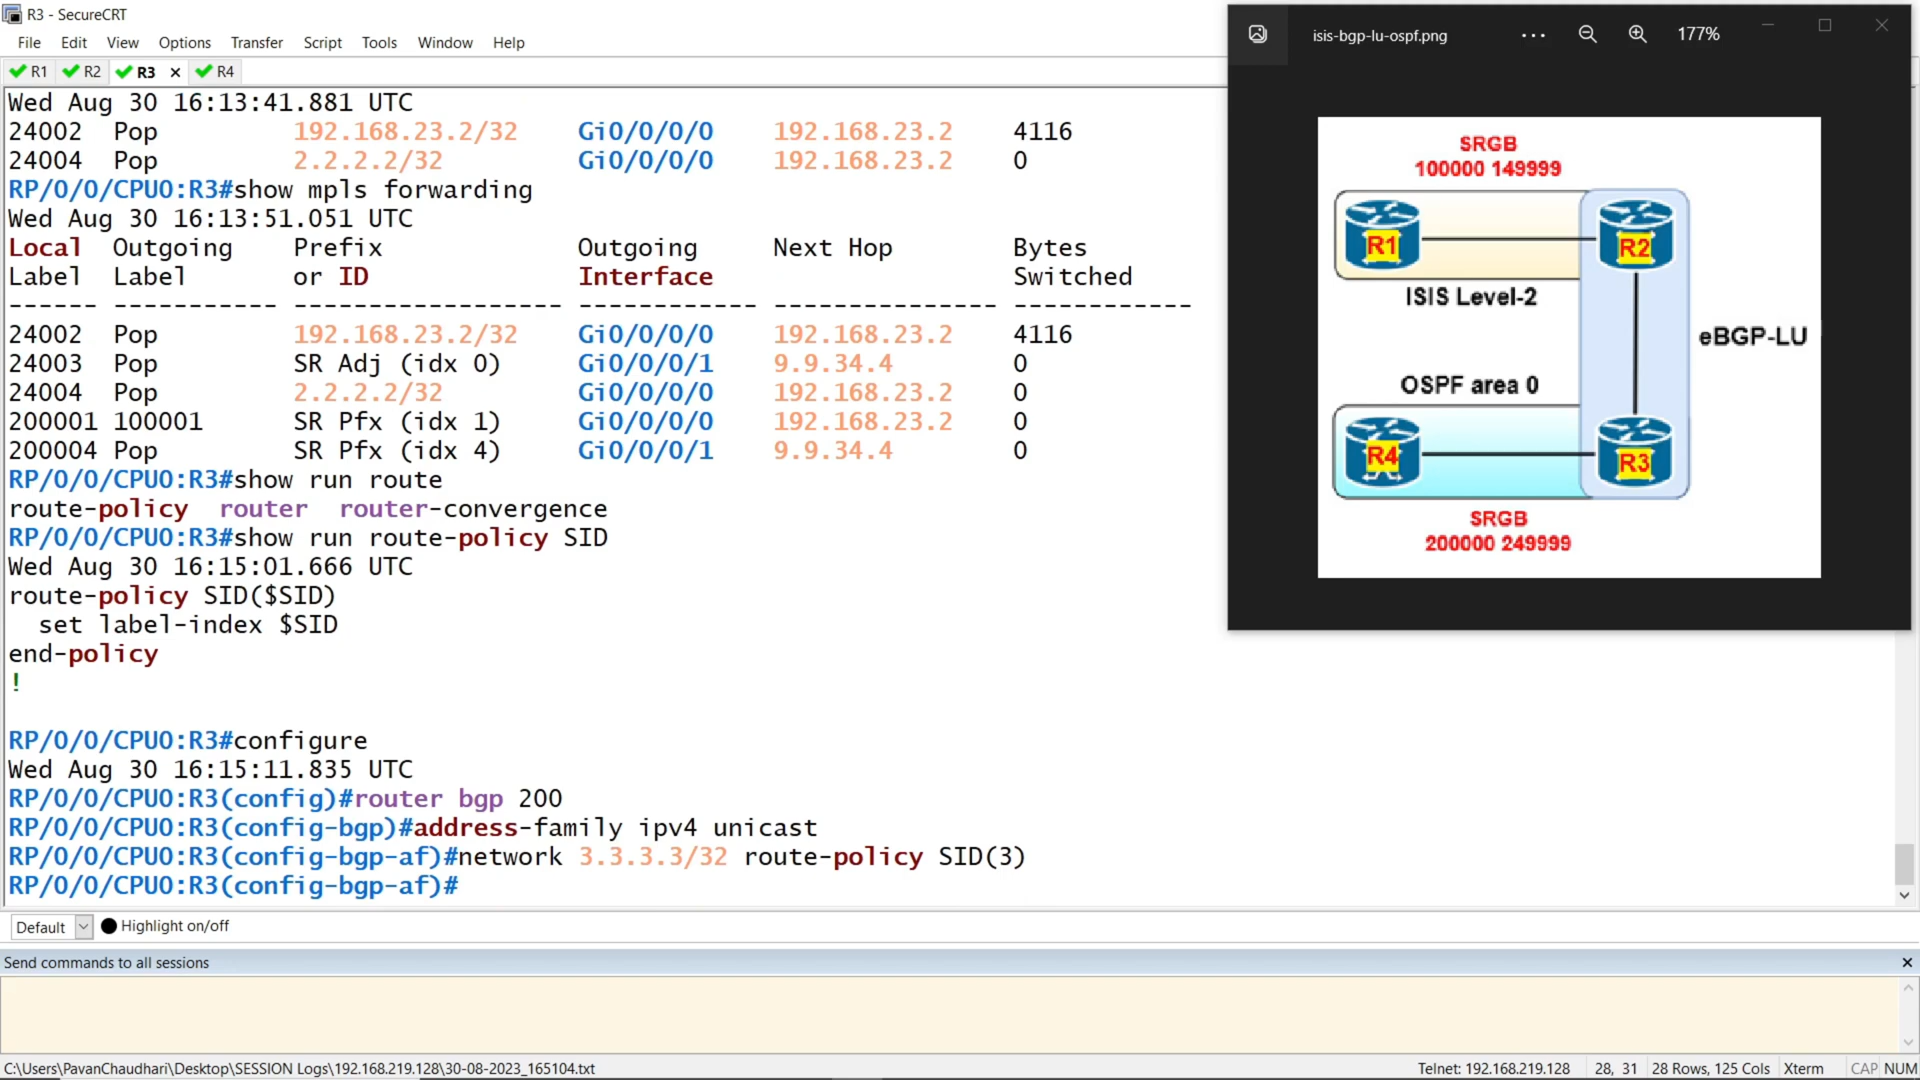 R3 - SecureCRT
File Edit View Options Transfer Script Tools Window Help
R1 R2 R3 × R4
Wed Aug 30 16:13:41.881 UTC
24002 Pop 192.168.23.2/32 Gi0/0/0/0 192.168.23.2 4116
24004 Pop 2.2.2.2/32 Gi0/0/0/0 192.168.23.2 0
RP/0/0/CPU0:R3#show mpls forwarding
Wed Aug 30 16:13:51.051 UTC
Local Outgoing Prefix Outgoing Next Hop Bytes
Label Label or ID Interface Switched
------ ----------- ------------------ ------------ --------------- ------------
24002 Pop 192.168.23.2/32 Gi0/0/0/0 192.168.23.2 4116
24003 Pop SR Adj (idx 0) Gi0/0/0/1 9.9.34.4 0
24004 Pop 2.2.2.2/32 Gi0/0/0/0 192.168.23.2 0
200001 100001 SR Pfx (idx 1) Gi0/0/0/0 192.168.23.2 0
200004 Pop SR Pfx (idx 4) Gi0/0/0/1 9.9.34.4 0
RP/0/0/CPU0:R3#show run route
route-policy router router-convergence
RP/0/0/CPU0:R3#show run route-policy SID
Wed Aug 30 16:15:01.666 UTC
route-policy SID($SID)
set label-index $SID
end-policy
!
RP/0/0/CPU0:R3#configure
Wed Aug 30 16:15:11.835 UTC
RP/0/0/CPU0:R3(config)#router bgp 200
RP/0/0/CPU0:R3(config-bgp)#address-family ipv4 unicast
RP/0/0/CPU0:R3(config-bgp-af)#network 3.3.3.3/32 route-policy SID(3)
RP/0/0/CPU0:R3(config-bgp-af)#
Default Highlight on/off
Send commands to all sessions
C:\Users\PavanChaudhari\Desktop\SESSION Logs\192.168.219.128\30-08-2023_165104.txt
Telnet: 192.168.219.128 28, 31 28 Rows, 125 Cols Xterm CAP NUM
isis-bgp-lu-ospf.png ... 177%
SRGB
100000 149999
R1
R2
ISIS Level-2
eBGP-LU
OSPF area 0
R4
R3
SRGB
200000 249999